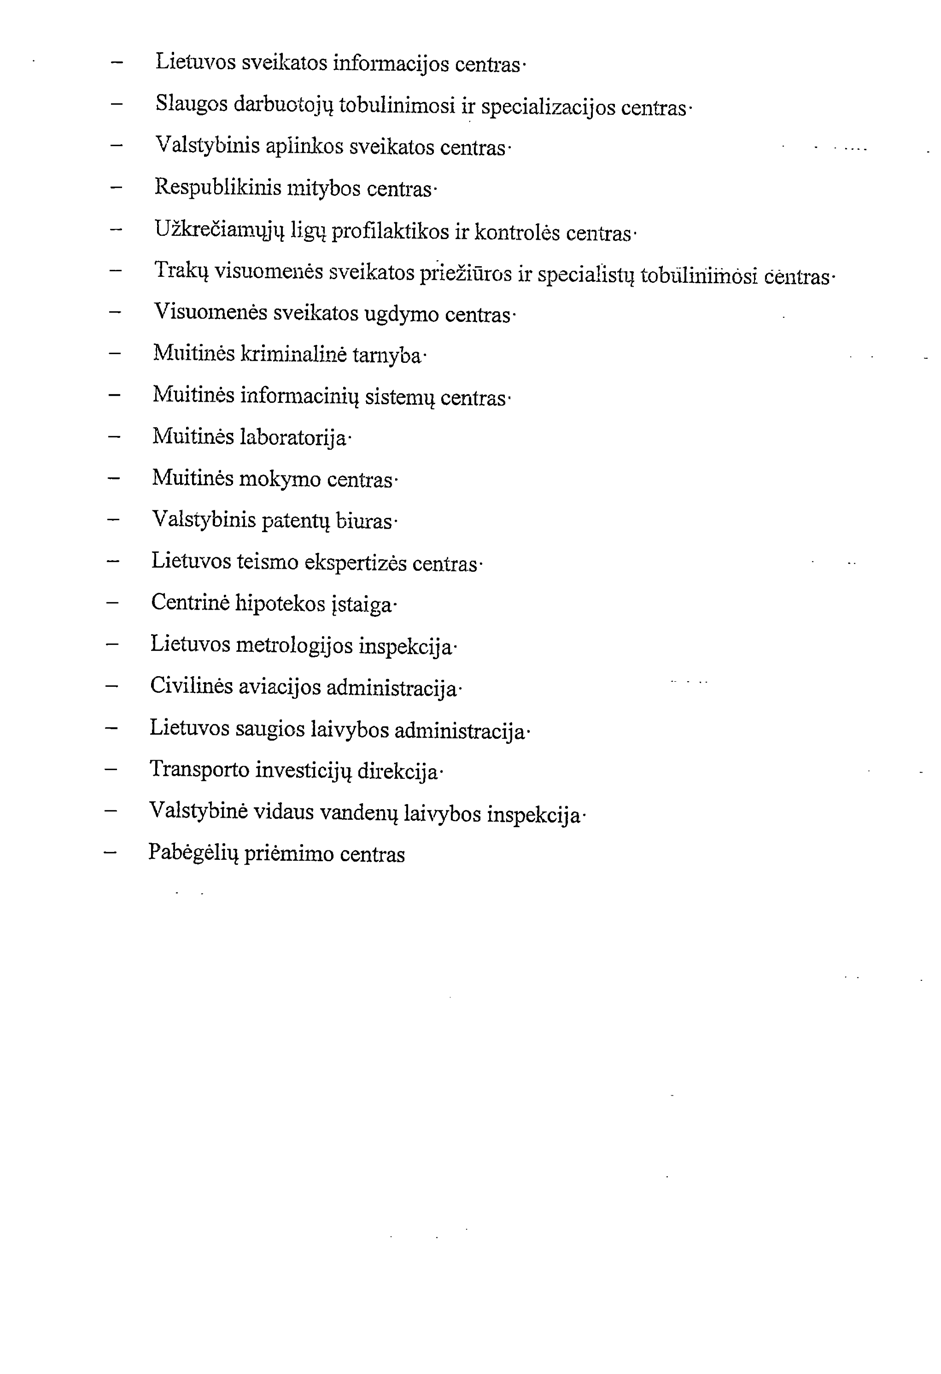 – Lietuvos sveikatos informacijos centras·
– Slaugos darbuotojų tobulinimosi ir specializacijos centras·
– Valstybinis aplinkos sveikatos centras·
– Respublikinis mitybos centras·
– Užkrečiamųjų ligų profilaktikos ir kontrolės centras·
– Trakų visuomenės sveikatos priežiūros ir specialistų tobulinimosi centras·
– Visuomenės sveikatos ugdymo centras·
– Muitinės kriminalinė tarnyba·
– Muitinės informacinių sistemų centras·
– Muitinės laboratorija·
– Muitinės mokymo centras·
– Valstybinis patentų biuras·
– Lietuvos teismo ekspertizės centras·
– Centrinė hipotekos įstaiga·
– Lietuvos metrologijos inspekcija·
– Civilinės aviacijos administracija·
– Lietuvos saugios laivybos administracija·
– Transporto investicijų direkcija·
– Valstybinė vidaus vandenų laivybos inspekcija·
– Pabėgėlių priėmimo centras